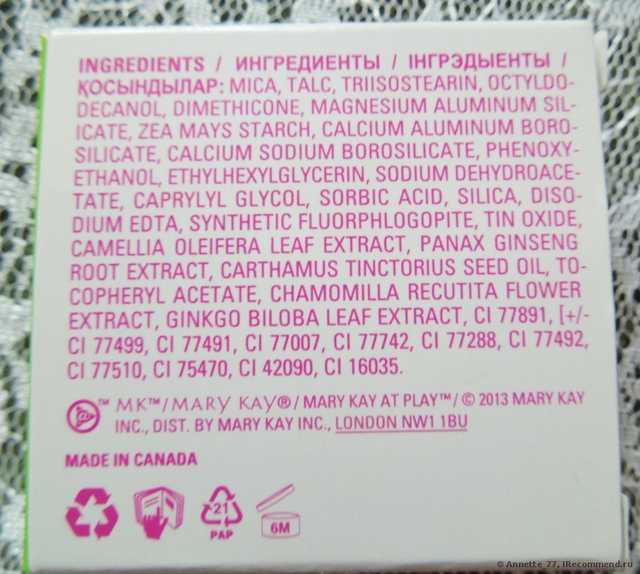 INGREDIENTS / ИНГРЕДИЕНТЫ / ІНГРЭДЫЕНТЫ /
ҚОСЫНДЫЛАР: MICA, TALC, TRIISOSTEARIN, OCTYLDO-
DECANOL, DIMETHICONE, MAGNESIUM ALUMINUM SIL-
ICATE, ZEA MAYS STARCH, CALCIUM ALUMINUM BORO-
SILICATE, CALCIUM SODIUM BOROSILICATE, PHENOXY-
ETHANOL, ETHYLHEXYLGLYCERIN, SODIUM DEHYDROACE-
TATE, CAPRYLYL GLYCOL, SORBIC ACID, SILICA, DISO-
DIUM EDTA, SYNTHETIC FLUORPHLOGOPITE, TIN OXIDE,
CAMELLIA OLEIFERA LEAF EXTRACT, PANAX GINSENG
ROOT EXTRACT, CARTHAMUS TINCTORIUS SEED OIL, TO-
COPHERYL ACETATE, CHAMOMILLA RECUTITA FLOWER
EXTRACT, GINKGO BILOBA LEAF EXTRACT, CI 77891, [+/-
CI 77499, CI 77491, CI 77007, CI 77742, CI 77288, CI 77492,
CI 77510, CI 75470, CI 42090, CI 16035.
@™ MK™/MARY KAY®/ MARY KAY AT PLAY™/ © 2013 MARY KAY
INC., DIST. BY MARY KAY INC., LONDON NW1 1BU
MADE IN CANADA
21
PAP
6M
© Annette 77, IRecommend.ru